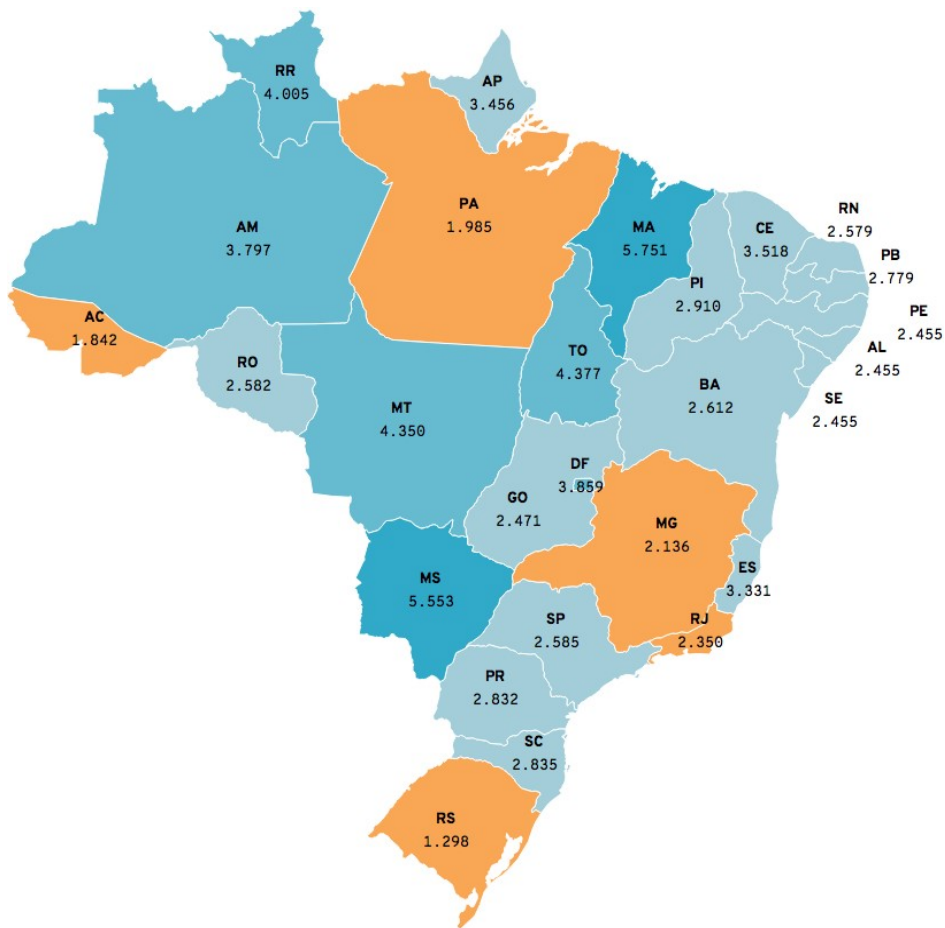 RR
4.005
AP
3.456
PA
1.985
AM
3.797
MA
5.751
CE
3.518
RN
2.579
PB
2.779
PI
2.910
PE
2.455
AC
1.842
AL
2.455
RO
2.582
TO
4.377
BA
2.612
SE
2.455
MT
4.350
DF
3.859
GO
2.471
MG
2.136
ES
3.331
MS
5.553
SP
2.585
RJ
2.350
PR
2.832
SC
2.835
RS
1.298